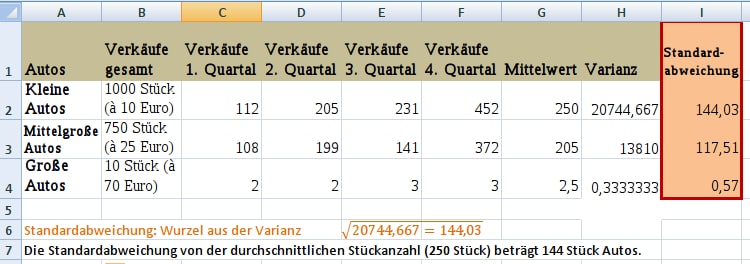 A B C D E F G H I
1 Autos Verkäufe gesamt Verkäufe 1. Quartal Verkäufe 2. Quartal Verkäufe 3. Quartal Verkäufe 4. Quartal Mittelwert Varianz Standard-abweichung
2 Kleine Autos 1000 Stück (à 10 Euro) 112 205 231 452 250 20744,667 144,03
3 Mittelgroße Autos 750 Stück (à 25 Euro) 108 199 141 372 205 13810 117,51
4 Große Autos 10 Stück (à 70 Euro) 2 2 3 3 2,5 0,3333333 0,57
5
6 Standardabweichung: Wurzel aus der Varianz √20744,667 = 144,03
7 Die Standardabweichung von der durchschnittlichen Stückanzahl (250 Stück) beträgt 144 Stück Autos.